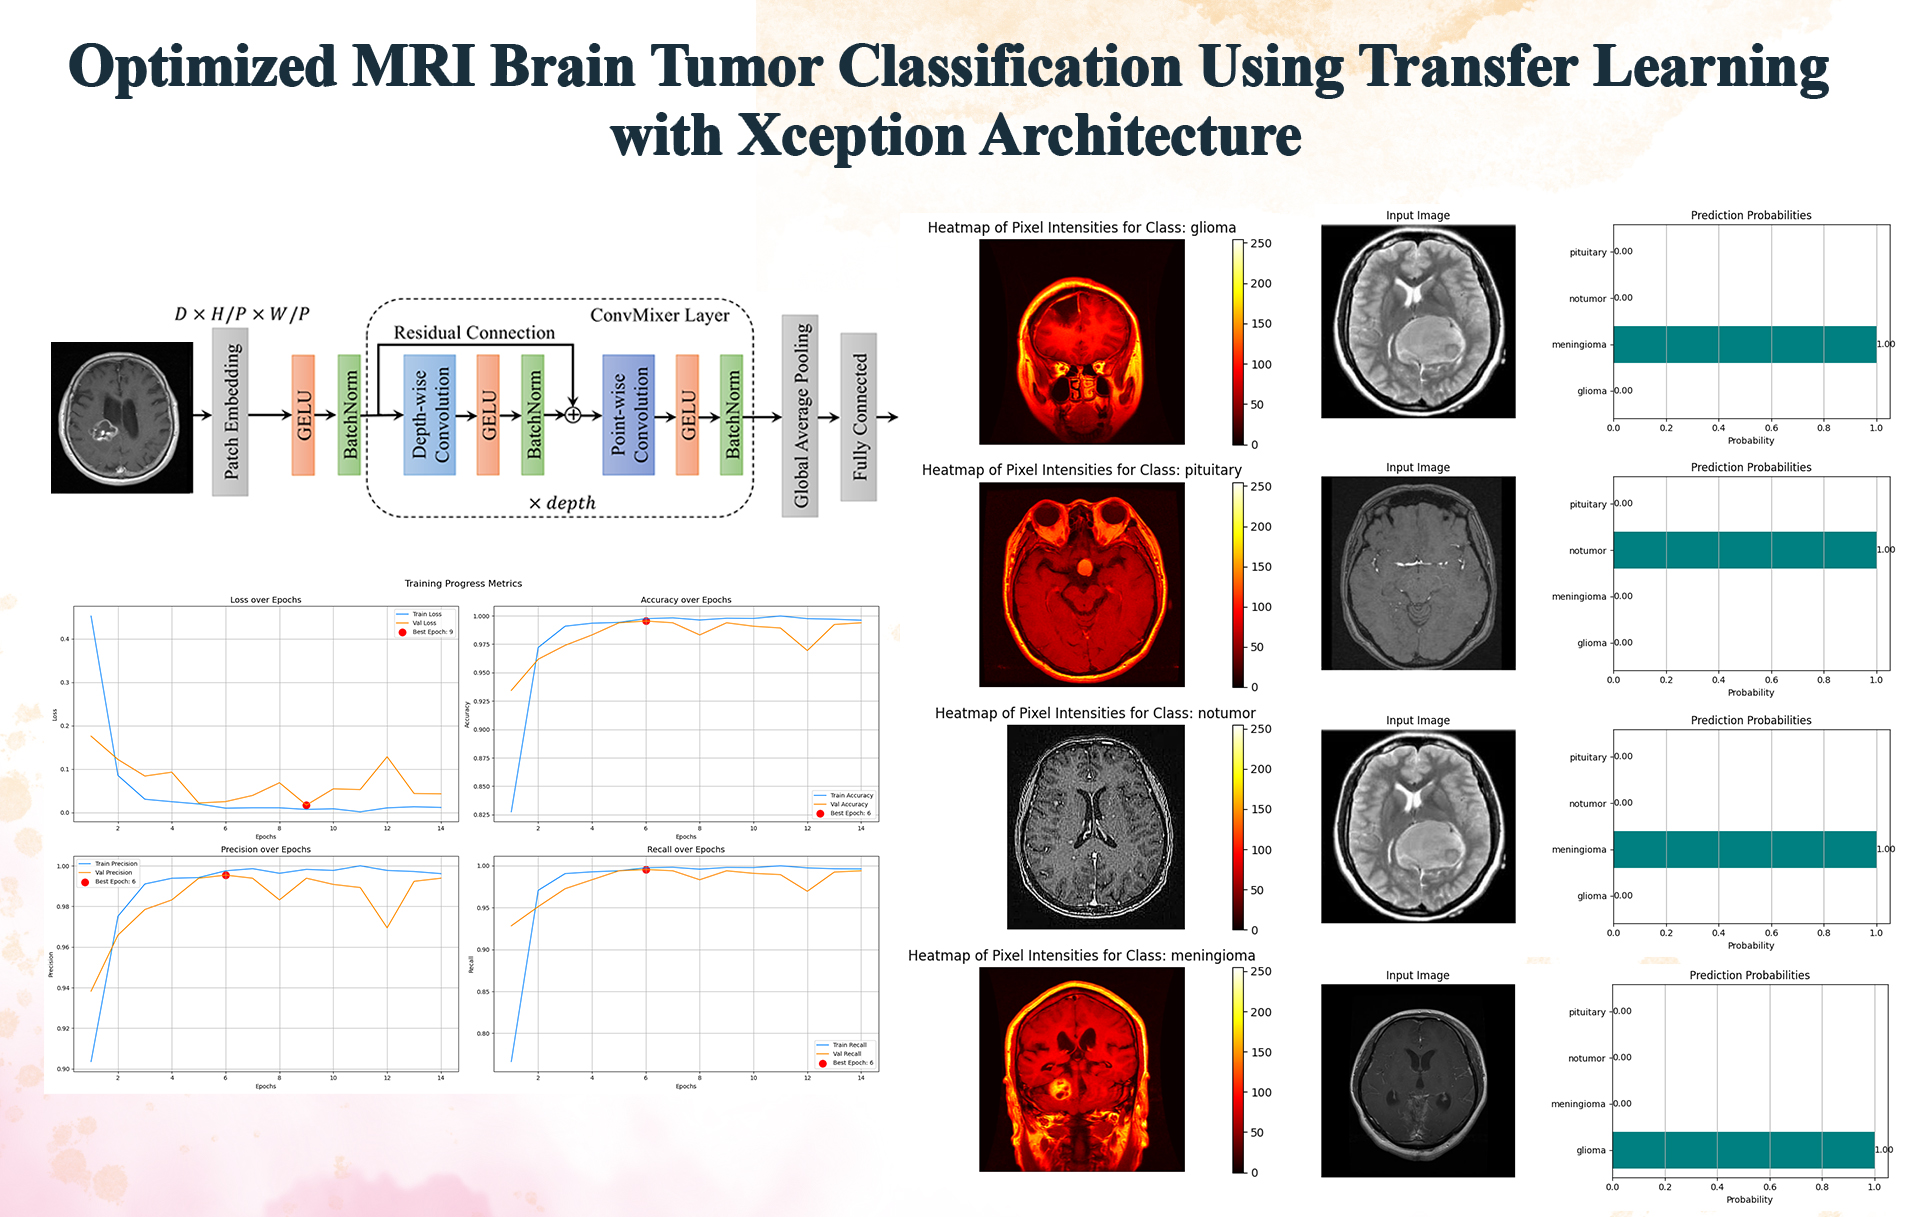 Optimized MRI Brain Tumor Classification Using Transfer Learning
with Xception Architecture
D × H/P × W/P
Patch Embedding
GELU
BatchNorm
Residual Connection
ConvMixer Layer
Depth-wise
Convolution
GELU
BatchNorm
Point-wise
Convolution
GELU
BatchNorm
× depth
Global Average Pooling
Fully Connected
Training Progress Metrics
Loss over Epochs
Train Loss
Val Loss
Best Epoch: 9
0.4
0.3
0.2
0.1
0.0
Loss
2 4 6 8 10 12 14
Epochs
Accuracy over Epochs
1.000
0.975
0.950
0.925
0.900
0.875
0.850
0.825
Accuracy
Train Accuracy
Val Accuracy
Best Epoch: 6
2 4 6 8 10 12 14
Epochs
Precision over Epochs
Train Precision
Val Precision
Best Epoch: 6
1.00
0.98
0.96
0.94
0.92
0.90
Precision
2 4 6 8 10 12 14
Epochs
Recall over Epochs
1.00
0.95
0.90
0.85
0.80
Recall
Train Recall
Val Recall
Best Epoch: 6
2 4 6 8 10 12 14
Epochs
Heatmap of Pixel Intensities for Class: glioma
250
200
150
100
50
0
Heatmap of Pixel Intensities for Class: pituitary
250
200
150
100
50
0
Heatmap of Pixel Intensities for Class: notumor
250
200
150
100
50
0
Heatmap of Pixel Intensities for Class: meningioma
250
200
150
100
50
0
Input Image
Prediction Probabilities
pituitary 0.00
notumor 0.00
meningioma 1.00
glioma 0.00
0.0 0.2 0.4 0.6 0.8 1.0
Probability
Input Image
Prediction Probabilities
pituitary 0.00
notumor 1.00
meningioma 0.00
glioma 0.00
0.0 0.2 0.4 0.6 0.8 1.0
Probability
Input Image
Prediction Probabilities
pituitary 0.00
notumor 0.00
meningioma 1.00
glioma 0.00
0.0 0.2 0.4 0.6 0.8 1.0
Probability
Input Image
Prediction Probabilities
pituitary 0.00
notumor 0.00
meningioma 0.00
glioma 1.00
0.0 0.2 0.4 0.6 0.8 1.0
Probability